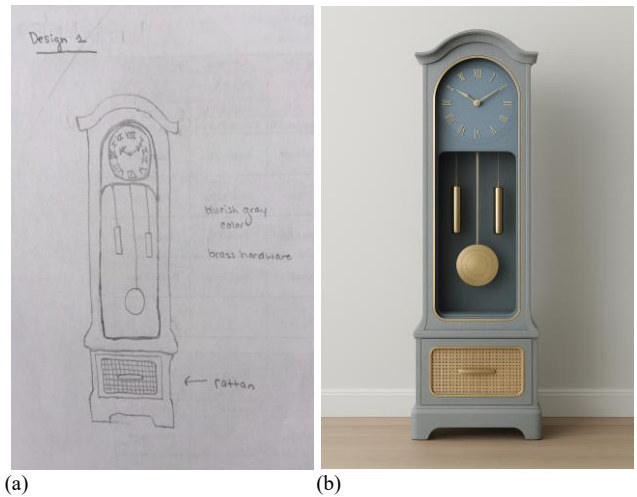 Design 1
blueish gray
color
brass hardware
← rattan
(a)
(b)